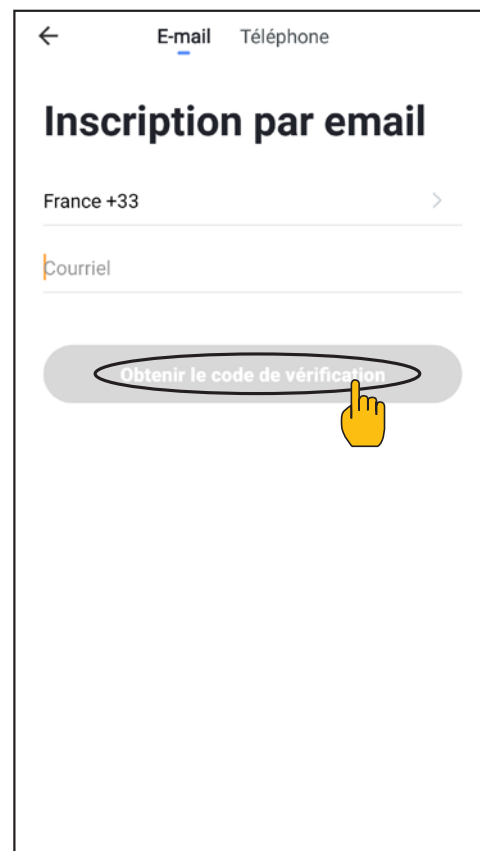 E-mail Téléphone
Inscription par email
France +33
Courriel
Obtenir le code de vérification